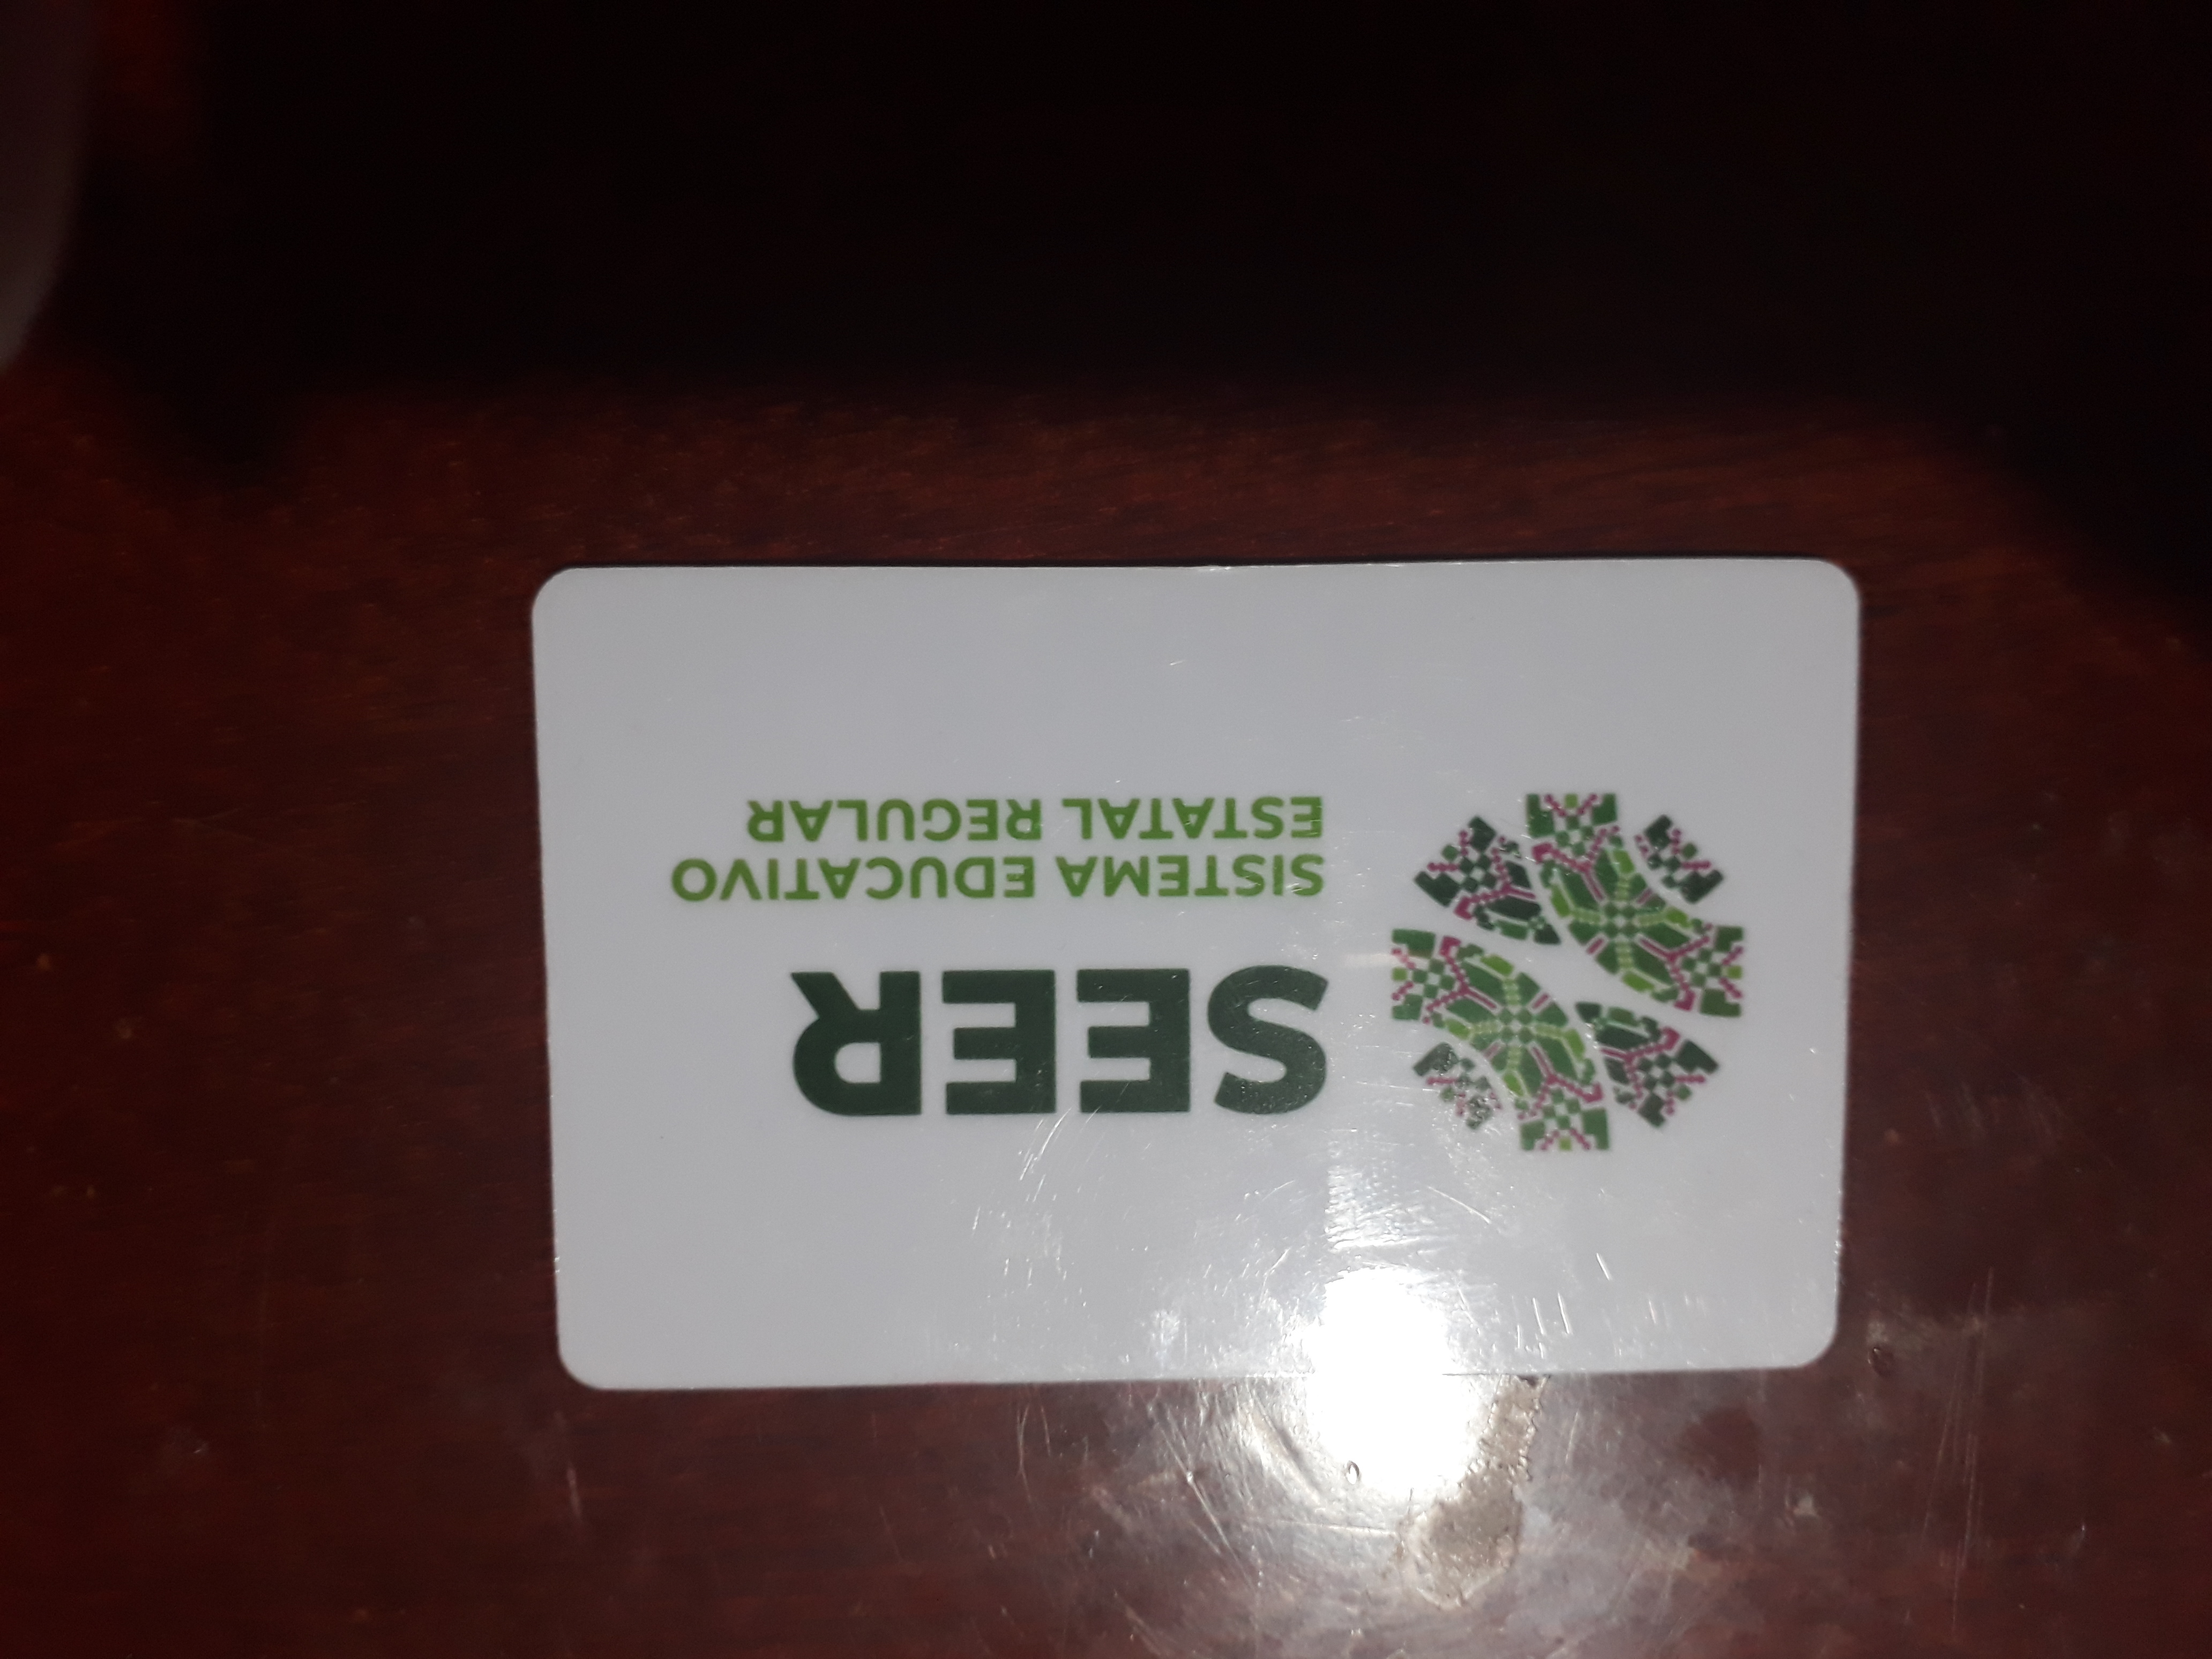 SEER
SISTEMA EDUCATIVO
ESTATAL REGULAR